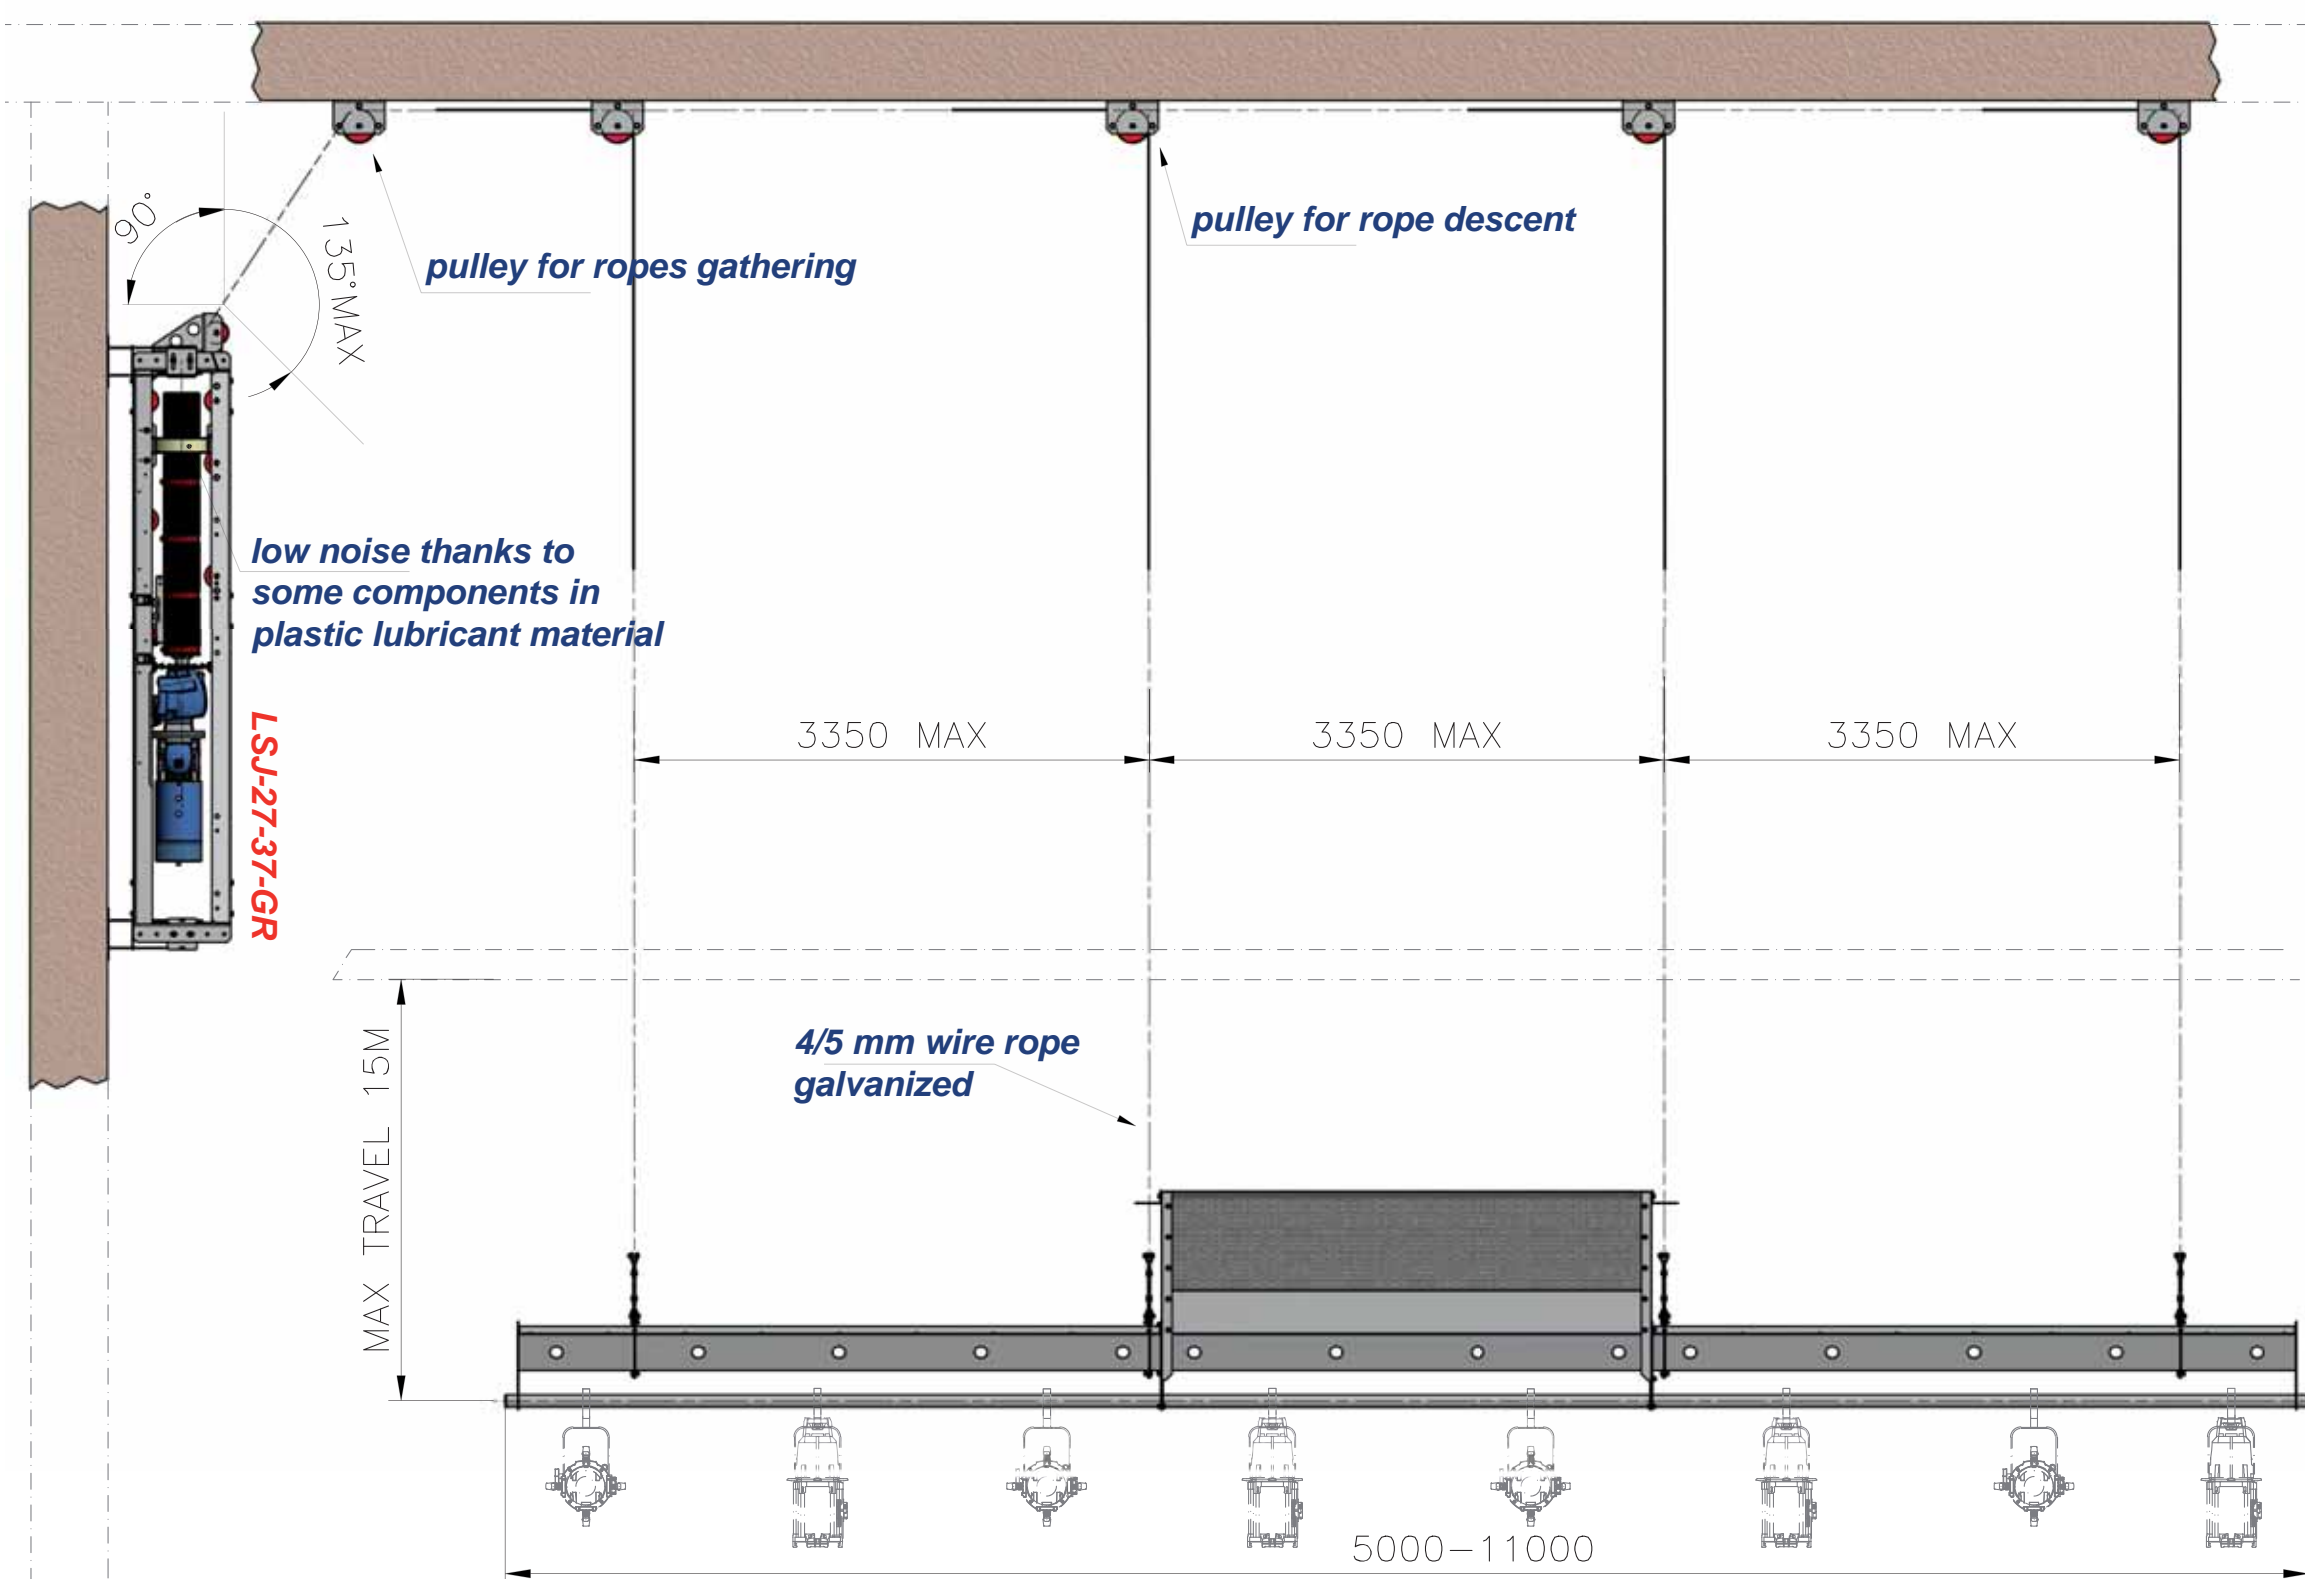 90°
135°MAX
pulley for ropes gathering
pulley for rope descent
low noise thanks to
some components in
plastic lubricant material
LSJ-27-37-GR
3350 MAX
3350 MAX
3350 MAX
MAX TRAVEL 15M
4/5 mm wire rope
galvanized
5000-11000